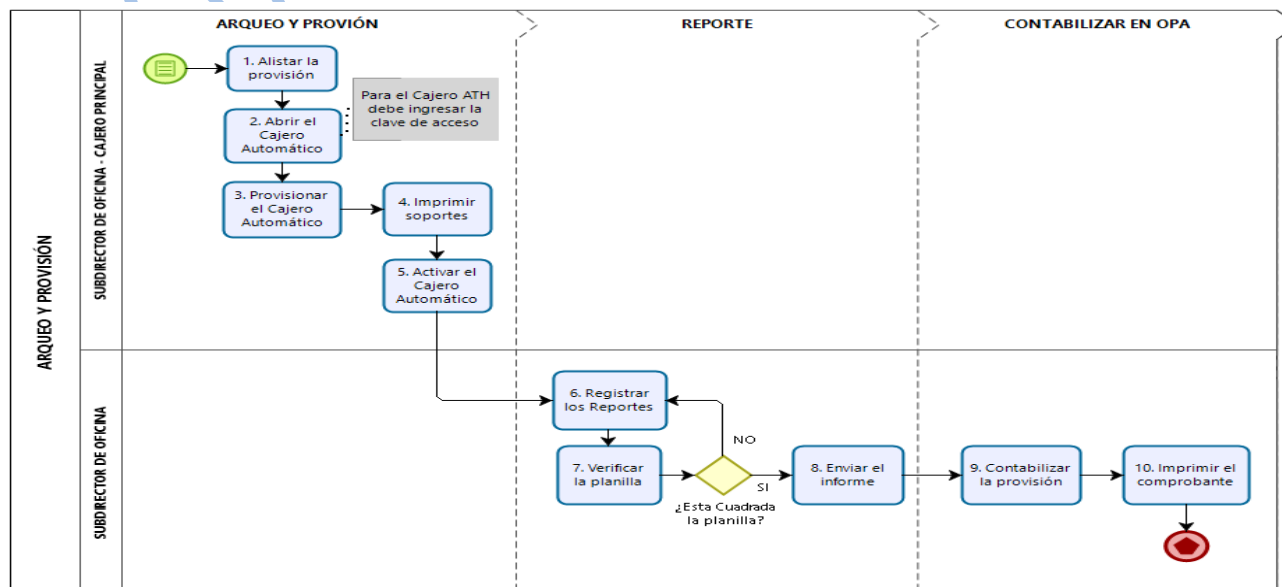 ARQUEO Y PROVIÓN
REPORTE
CONTABILIZAR EN OPA
ARQUEO Y PROVISIÓN
SUBDIRECTOR DE OFICINA - CAJERO PRINCIPAL
1. Alistar la
provisión
Para el Cajero ATH
debe ingresar la
clave de acceso
2. Abrir el
Cajero
Automático
3. Provisionar
el Cajero
Automático
4. Imprimir
soportes
5. Activar el
Cajero
Automático
SUBDIRECTOR DE OFICINA
6. Registrar
los Reportes
NO
7. Verificar
la planilla
SI
¿Esta Cuadrada
la planilla?
8. Enviar el
informe
9. Contabilizar
la provisión
10. Imprimir el
comprobante